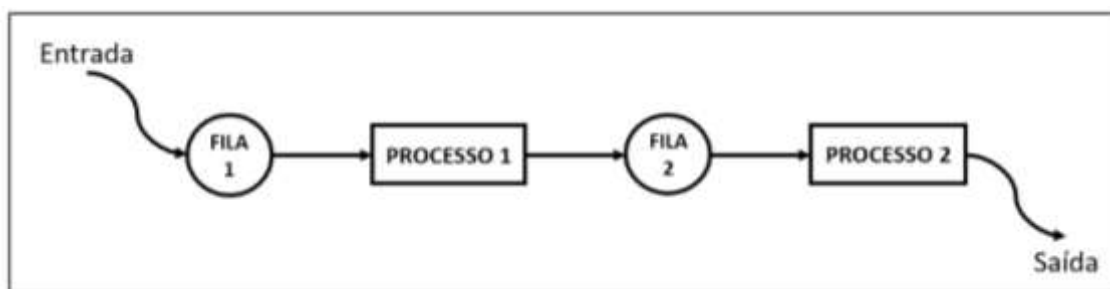 Entrada
FILA
1
PROCESSO 1
FILA
2
PROCESSO 2
Saída